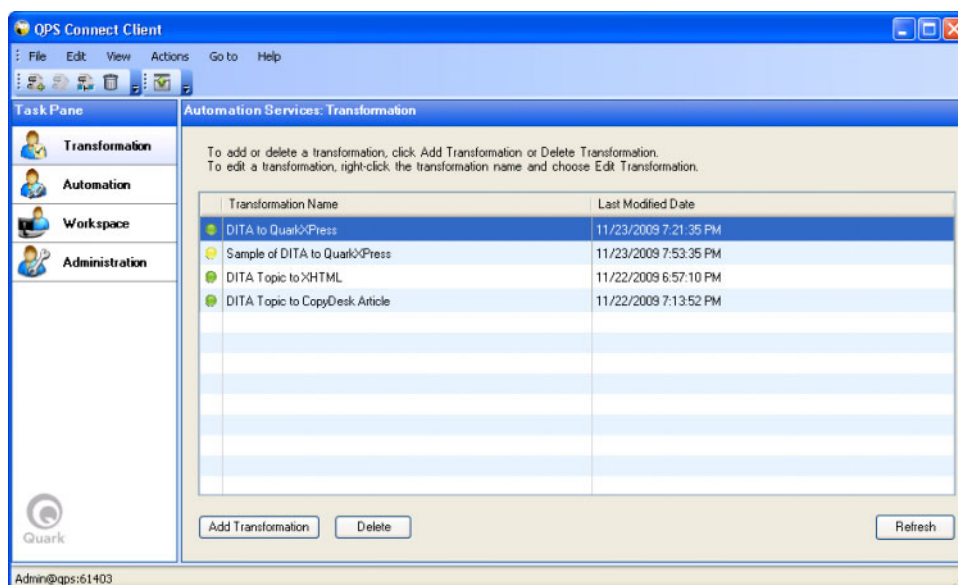 QPS Connect Client
File Edit View Actions Go to Help
Task Pane
Automation Services: Transformation
Transformation
Automation
Workspace
Administration
To add or delete a transformation, click Add Transformation or Delete Transformation.
To edit a transformation, right-click the transformation name and choose Edit Transformation.
Transformation Name Last Modified Date
DITA to QuarkXPress 11/23/2009 7:21:35 PM
Sample of DITA to QuarkXPress 11/23/2009 7:53:35 PM
DITA Topic to XHTML 11/22/2009 6:57:10 PM
DITA Topic to CopyDesk Article 11/22/2009 7:13:52 PM
Quark
Add Transformation Delete Refresh
Admin@qps:61403